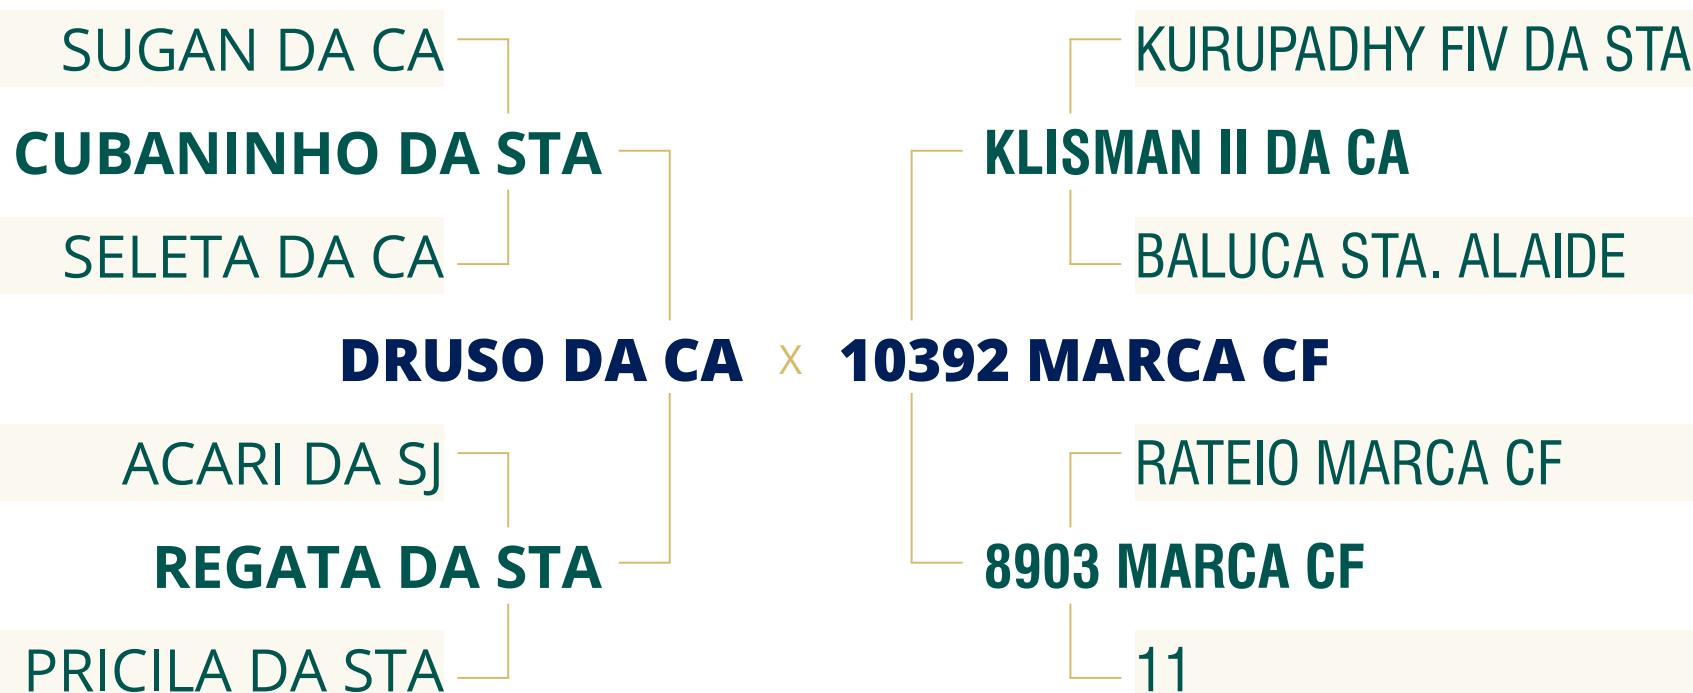 SUGAN DA CA
KURUPADHY FIV DA STA
CUBANINHO DA STA
KLISMAN II DA CA
SELETA DA CA
BALUCA STA. ALAIDE
DRUSO DA CA X 10392 MARCA CF
ACARI DA SJ
RATEIO MARCA CF
REGATA DA STA
8903 MARCA CF
PRICILA DA STA
11